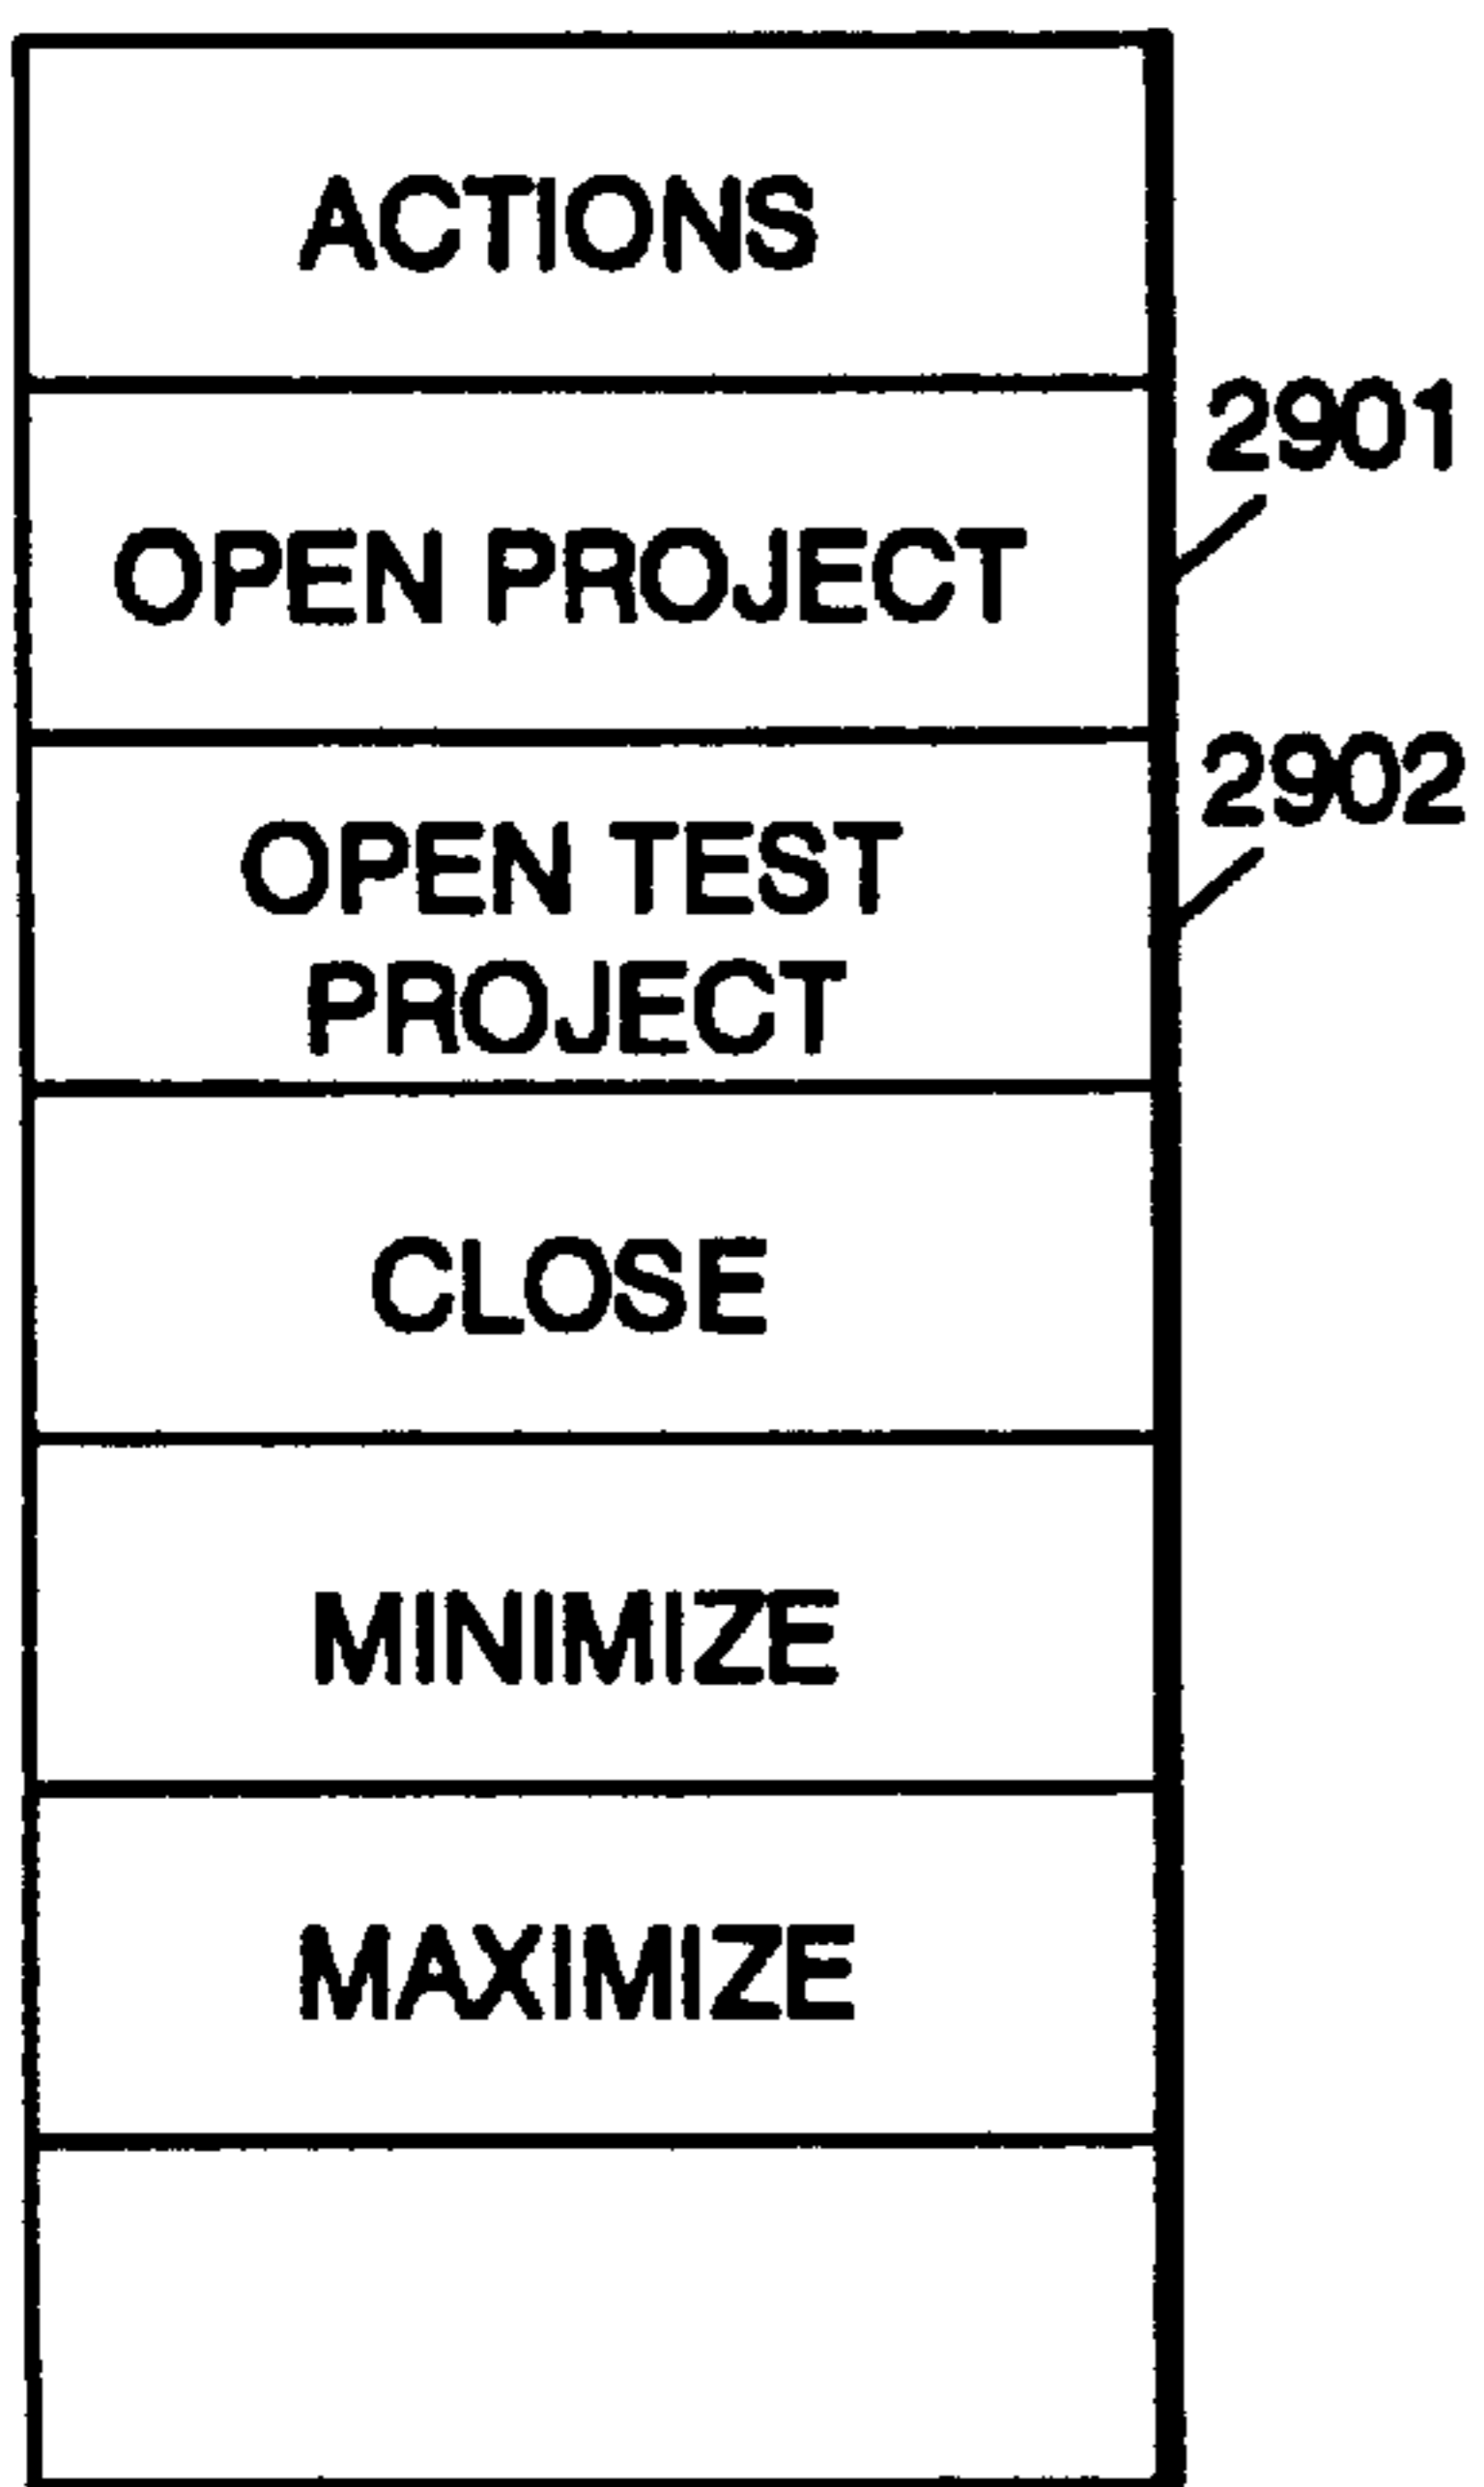 ACTIONS
2901
OPEN PROJECT
2902
OPEN TEST
PROJECT
CLOSE
MINIMIZE
MAXIMIZE